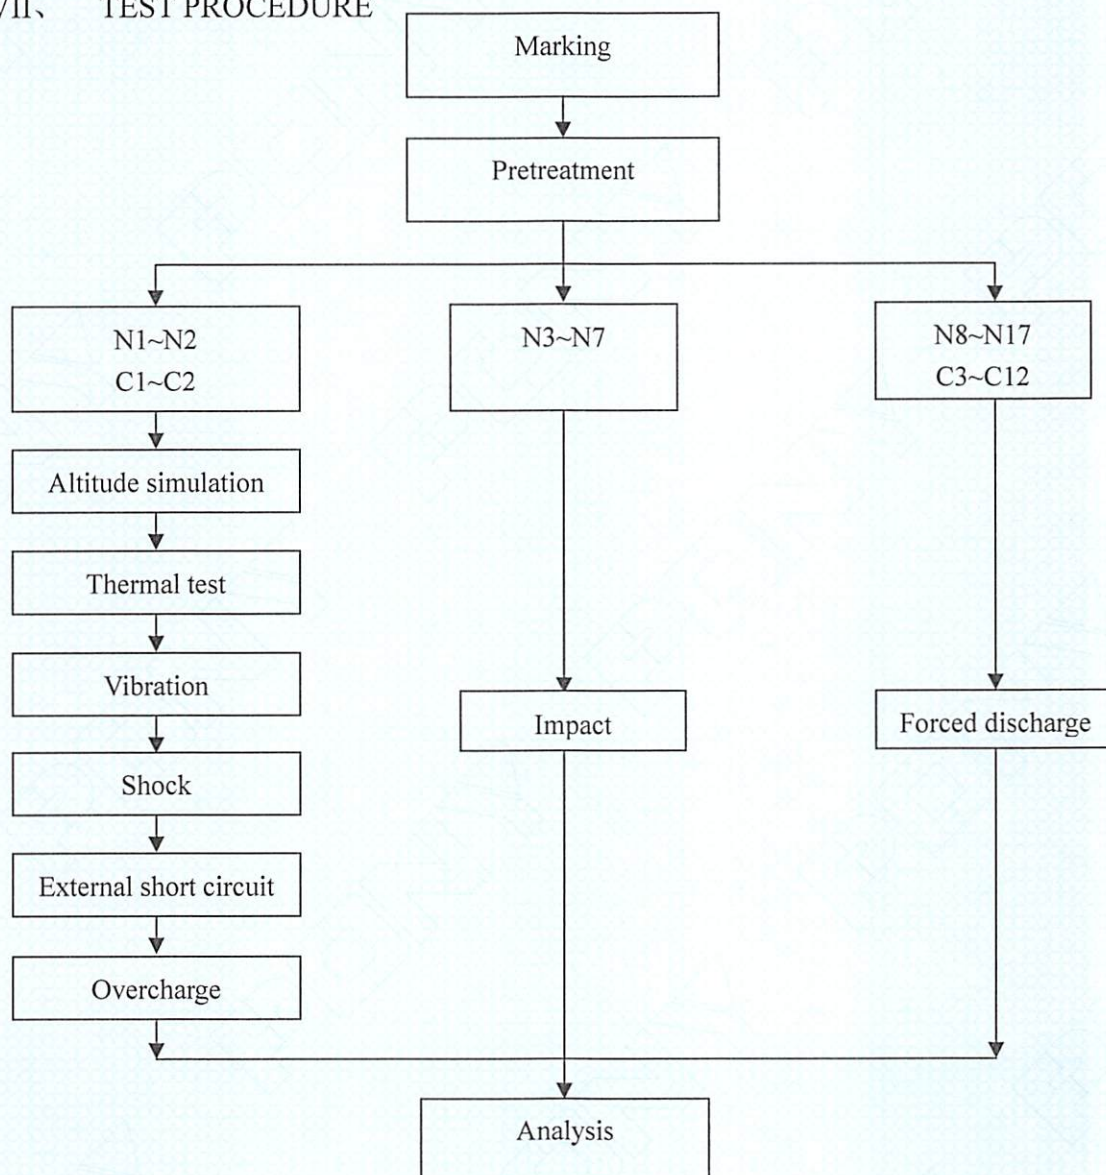 VII、 TEST PROCEDURE
Marking
Pretreatment
N1~N2
C1~C2
N3~N7
N8~N17
C3~C12
Altitude simulation
Thermal test
Vibration
Impact
Forced discharge
Shock
External short circuit
Overcharge
Analysis